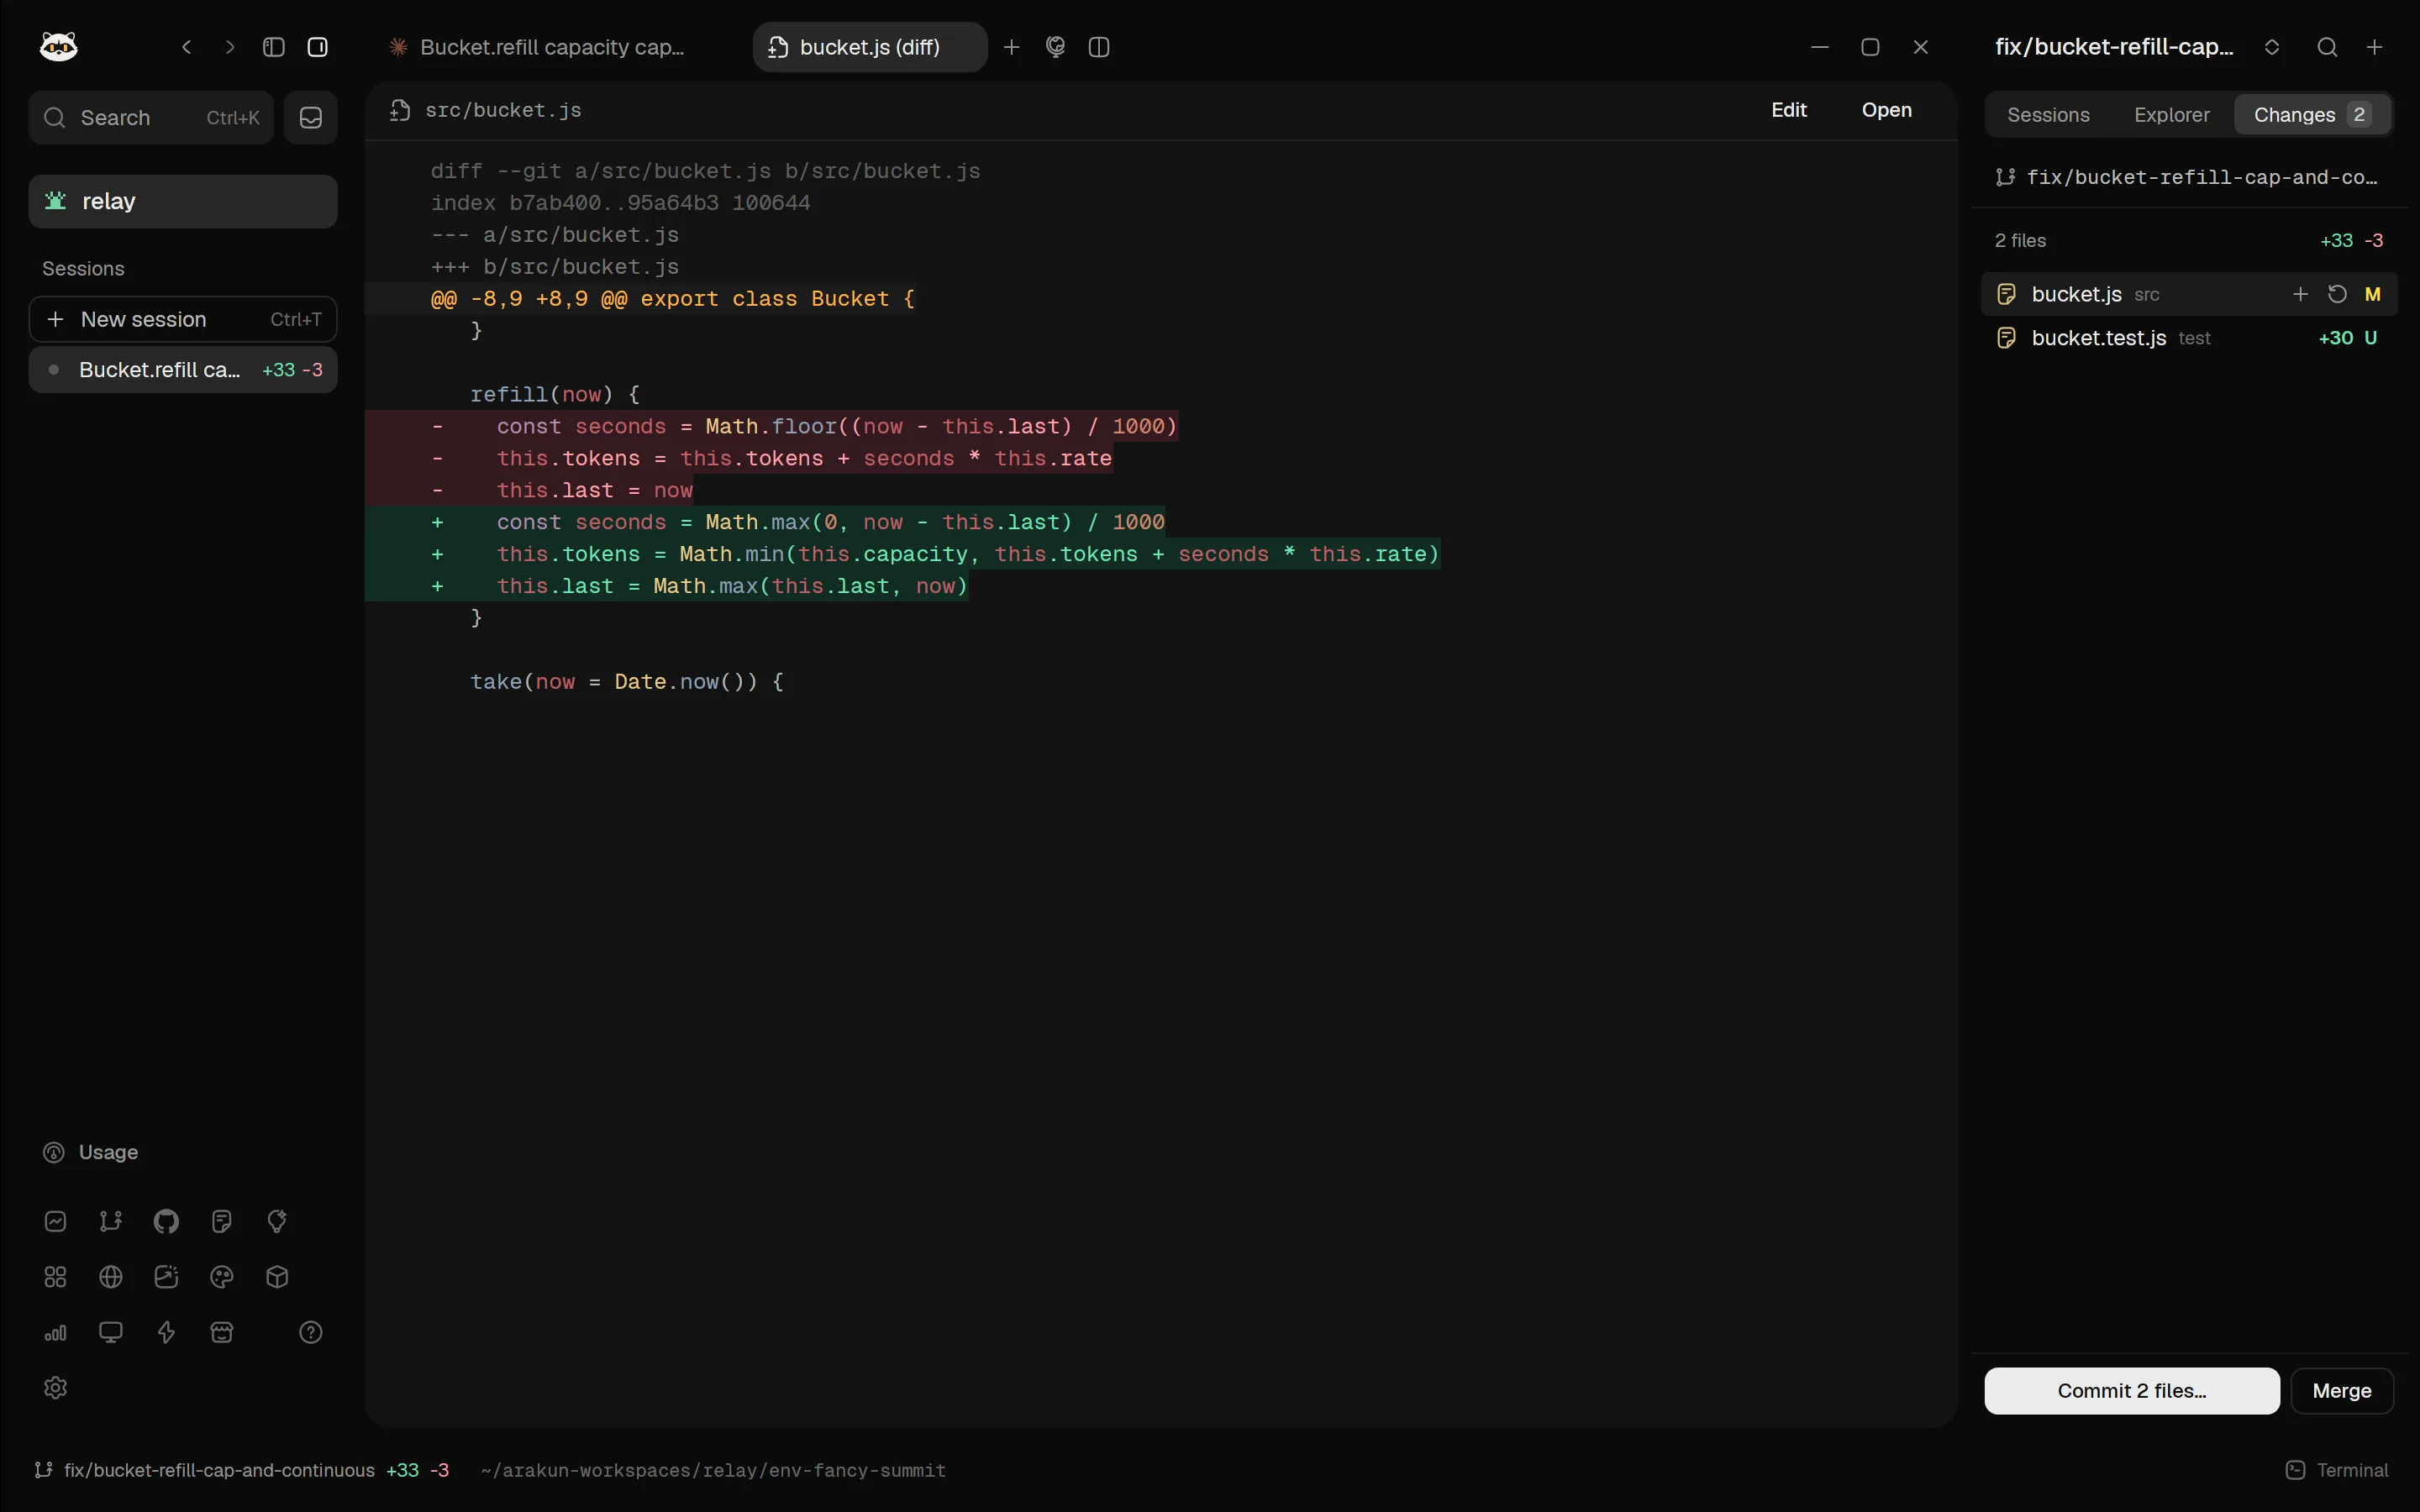 Bucket.refill capacity cap...
bucket.js (diff)
fix/bucket-refill-cap...
Search Ctrl+K
src/bucket.js
Edit
Open
Sessions
Explorer
Changes 2
relay
diff --git a/src/bucket.js b/src/bucket.js
index b7ab400..95a64b3 100644
--- a/src/bucket.js
+++ b/src/bucket.js
@@ -8,9 +8,9 @@ export class Bucket {
}
refill(now) {
- const seconds = Math.floor((now - this.last) / 1000)
- this.tokens = this.tokens + seconds * this.rate
- this.last = now
+ const seconds = Math.max(0, now - this.last) / 1000
+ this.tokens = Math.min(this.capacity, this.tokens + seconds * this.rate)
+ this.last = Math.max(this.last, now)
}
take(now = Date.now()) {
fix/bucket-refill-cap-and-co...
2 files +33 -3
bucket.js src M
bucket.test.js test +30 U
Sessions
New session Ctrl+T
Bucket.refill ca... +33 -3
Usage
Commit 2 files...
Merge
fix/bucket-refill-cap-and-continuous +33 -3
~/arakun-workspaces/relay/env-fancy-summit
Terminal